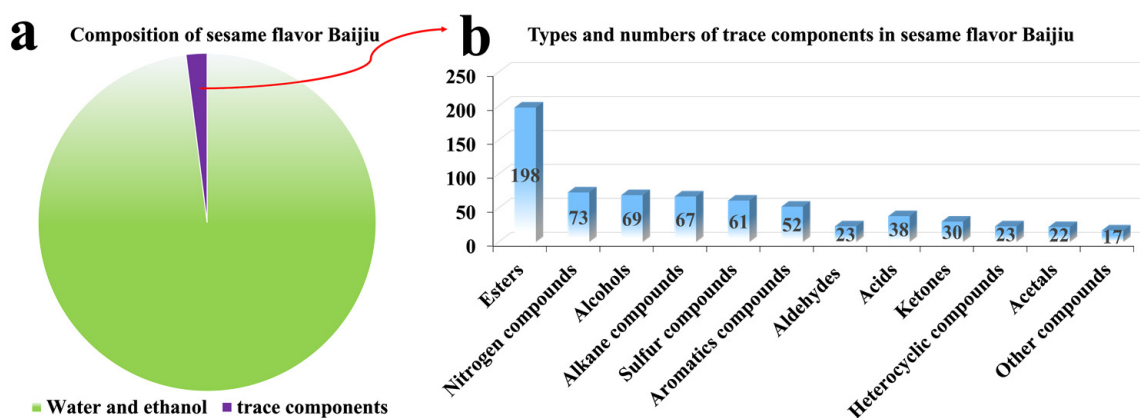 a
Composition of sesame flavor Baijiu
Water and ethanol
trace components
b
Types and numbers of trace components in sesame flavor Baijiu
250
200
150
100
50
0
198
73
69
67
61
52
23
38
30
23
22
17
Esters
Nitrogen compounds
Alcohols
Alkane compounds
Sulfur compounds
Aromatics compounds
Aldehydes
Acids
Ketones
Heterocyclic compounds
Acetals
Other compounds